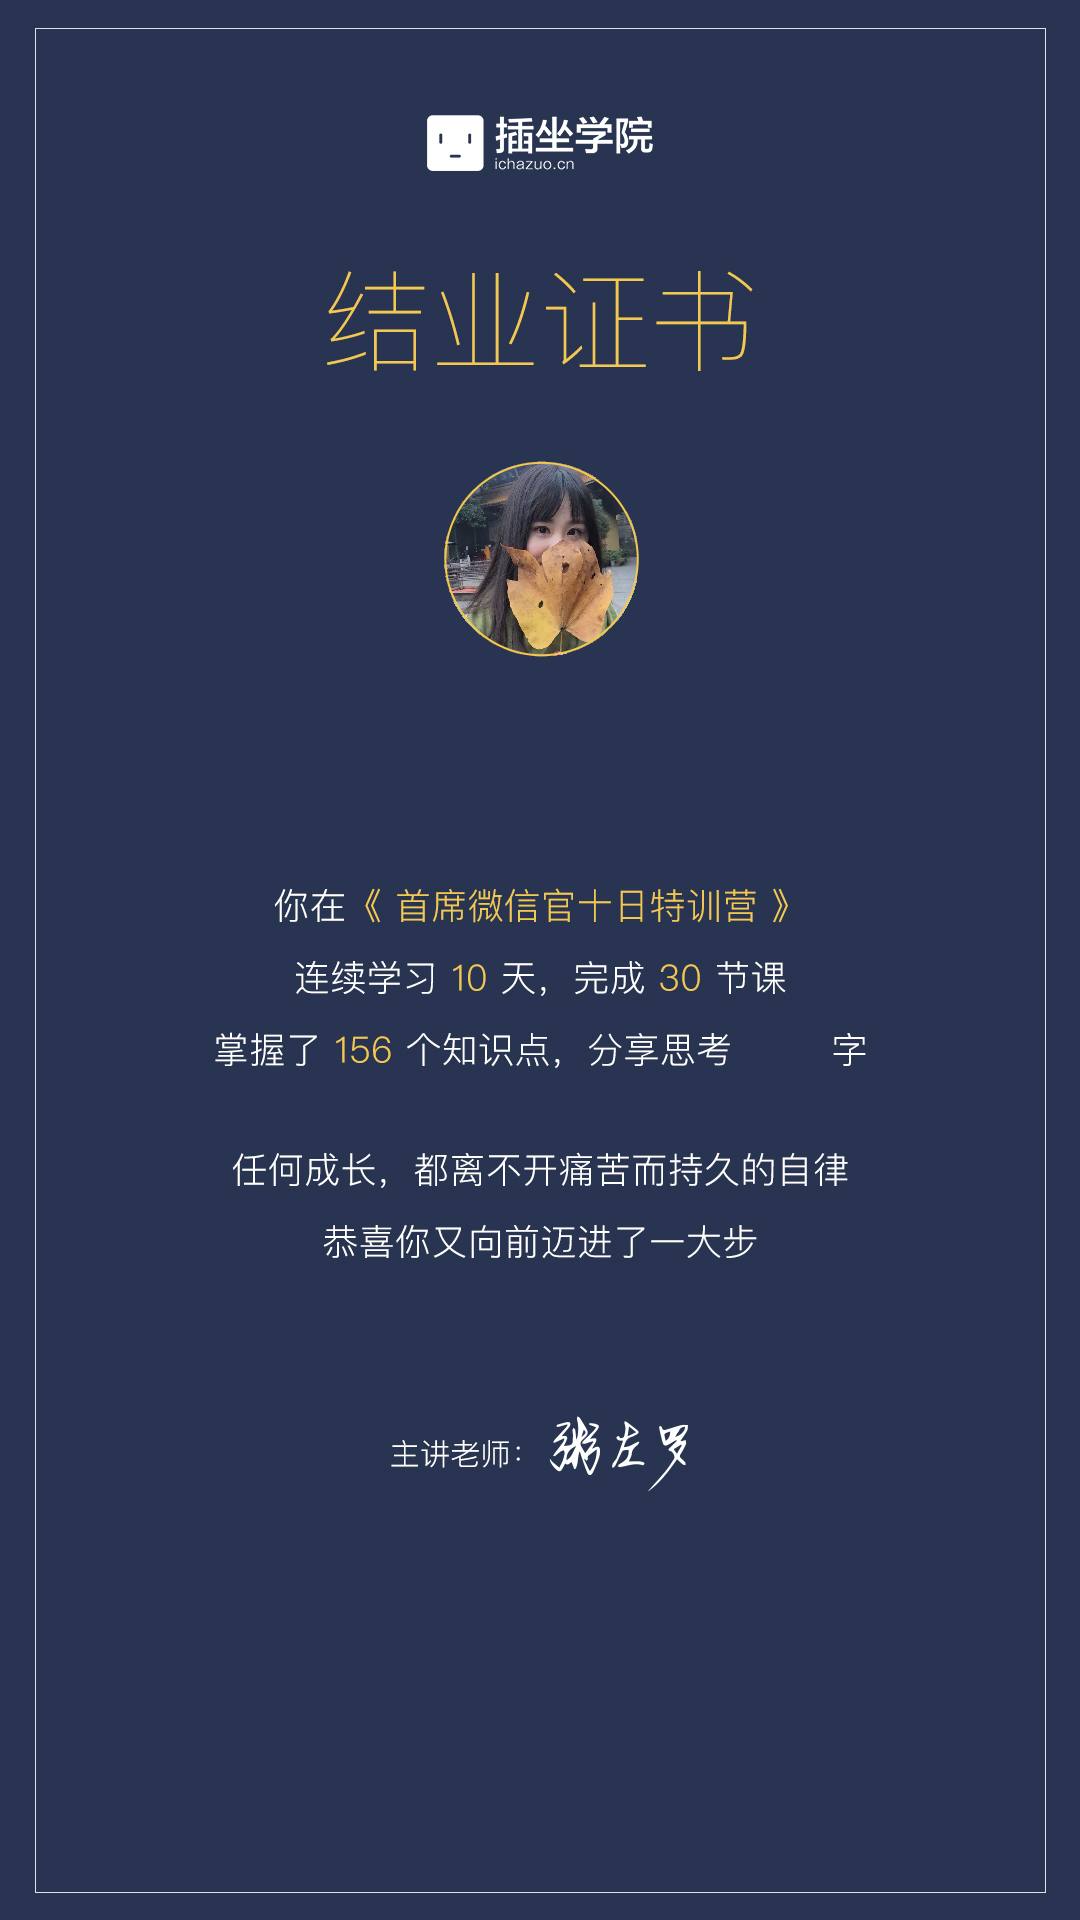 插坐学院
ichazuo.cn
结业证书
你在《 首席微信官十日特训营 》
连续学习 10 天，完成 30 节课
掌握了 156 个知识点，分享思考 字
任何成长，都离不开痛苦而持久的自律
恭喜你又向前迈进了一大步
主讲老师：粥左罗